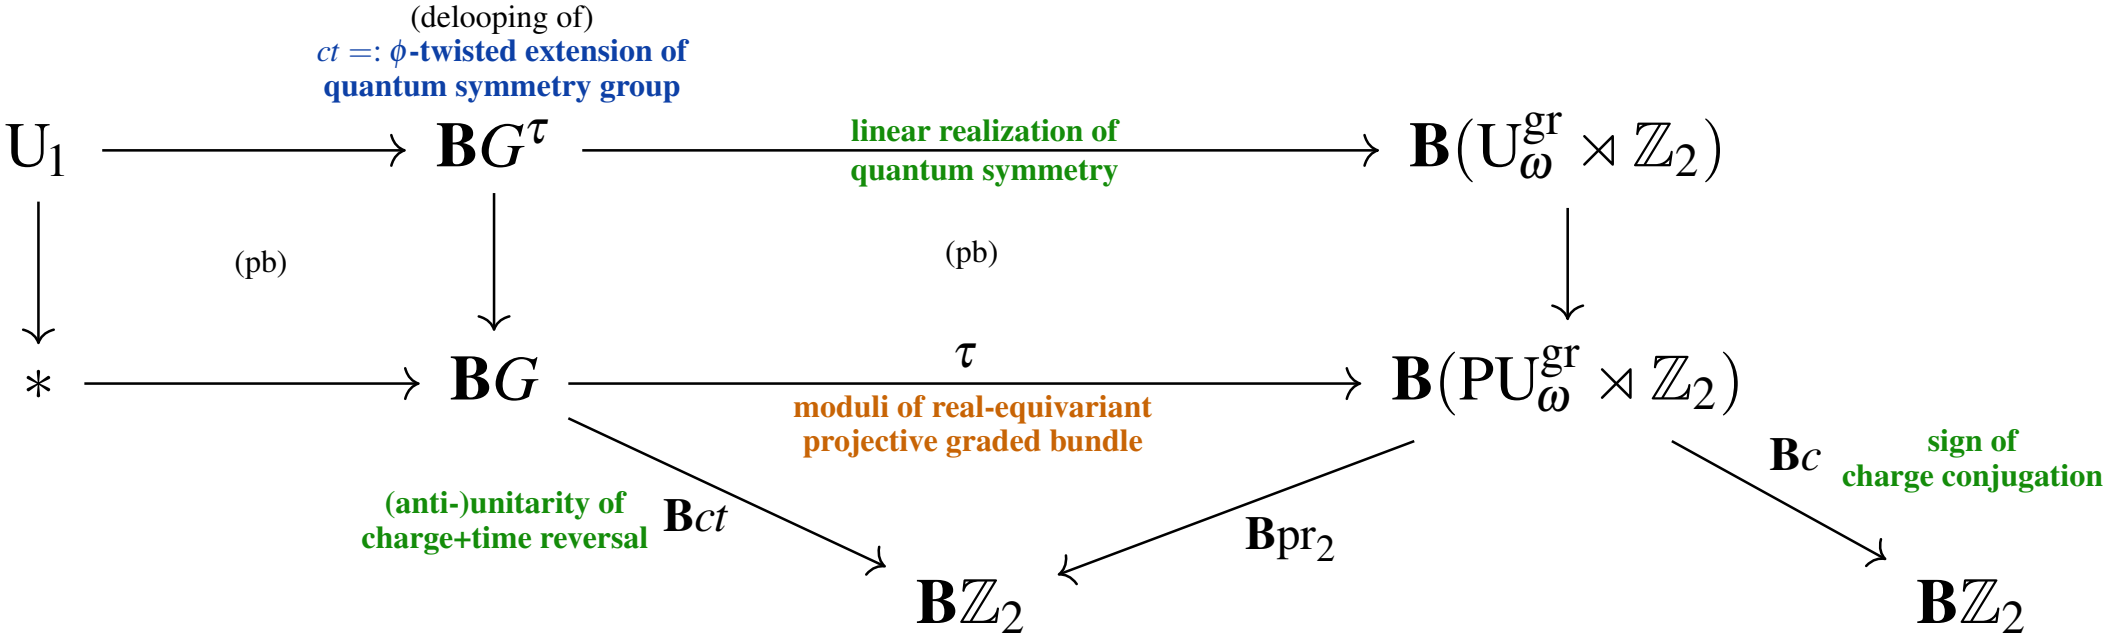 (delooping of)
ct =: ϕ-twisted extension of
quantum symmetry group
U₁
𝐁G^τ
linear realization of
quantum symmetry
𝐁(U^gr_ω ⋊ ℤ₂)
(pb)
(pb)
*
𝐁G
τ
moduli of real-equivariant
projective graded bundle
𝐁(PU^gr_ω ⋊ ℤ₂)
(anti-)unitarity of
charge+time reversal
𝐁ct
𝐁pr₂
𝐁c
sign of
charge conjugation
𝐁ℤ₂
𝐁ℤ₂